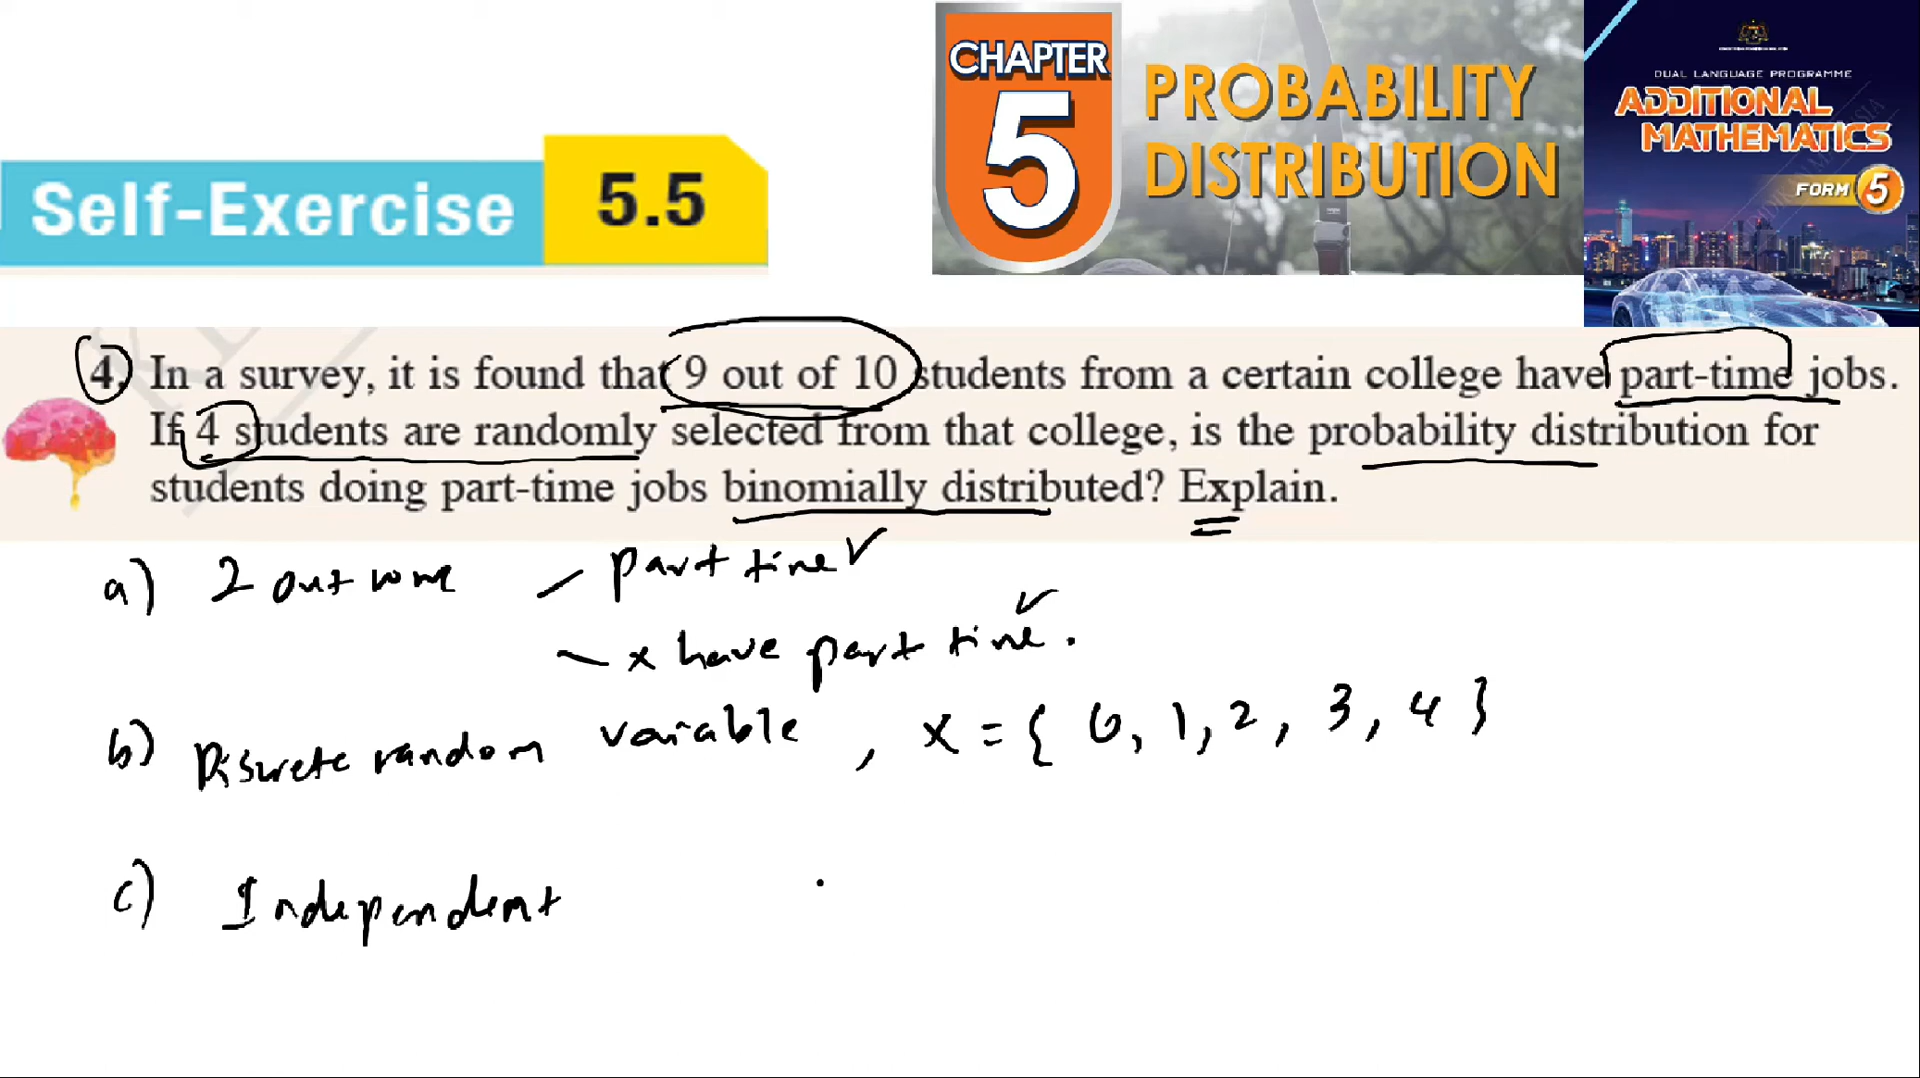 CHAPTER
5
PROBABILITY
DISTRIBUTION
DUAL LANGUAGE PROGRAMME
ADDITIONAL
MATHEMATICS
FORM 5
Self-Exercise 5.5
4. In a survey, it is found that 9 out of 10 students from a certain college have part-time jobs.
If 4 students are randomly selected from that college, is the probability distribution for
students doing part-time jobs binomially distributed? Explain.
a) 2 outcome - part time ✓
- x have part time ✓.
b) Discrete random variable , x = { 0, 1, 2, 3, 4 }
c) Independent